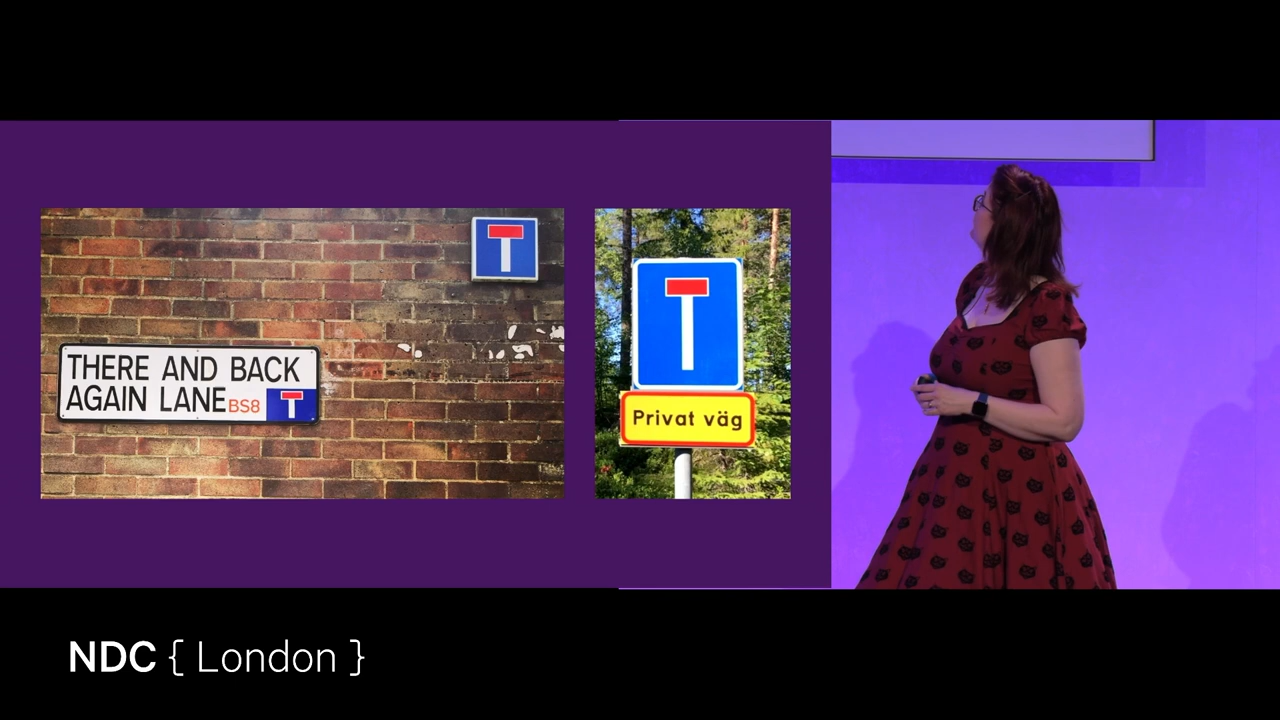 THERE AND BACK
AGAIN LANE BS8
Privat väg
NDC { London }